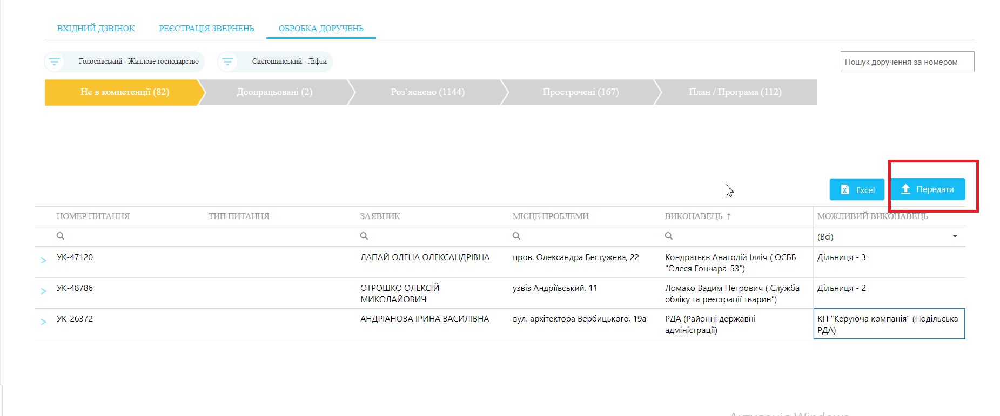 ВХІДНИЙ ДЗВІНОК РЕЄСТРАЦІЯ ЗВЕРНЕНЬ ОБРОБКА ДОРУЧЕНЬ
Голосіївський - Житлове господарство Святошинський - Ліфти Пошук доручення за номером
Не в компетенції (82) Доопрацьовані (2) Роз`яснено (1144) Прострочені (167) План / Програма (112)
Excel Передати
НОМЕР ПИТАННЯ ТИП ПИТАННЯ ЗАЯВНИК МІСЦЕ ПРОБЛЕМИ ВИКОНАВЕЦЬ ↑ МОЖЛИВИЙ ВИКОНАВЕЦЬ
(Всі)
УК-47120 ЛАПАЙ ОЛЕНА ОЛЕКСАНДРІВНА пров. Олександра Бестужева, 22 Кондратьєв Анатолій Ілліч ( ОСББ Дільниця - 3
"Олеся Гончара-53")
УК-48786 ОТРОШКО ОЛЕКСІЙ узвіз Андріївський, 11 Ломако Вадим Петрович ( Служба Дільниця - 2
МИКОЛАЙОВИЧ обліку та реєстрації тварин")
УК-26372 АНДРІАНОВА ІРИНА ВАСИЛІВНА вул. архітектора Вербицького, 19а РДА (Районні державні КП "Керуюча компанія" (Подільська
адміністрації) РДА)